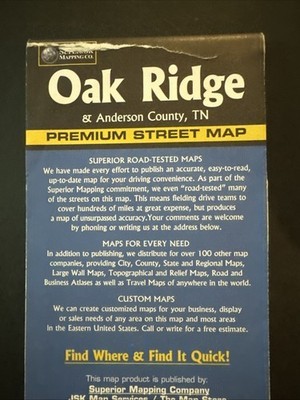 SUPERIOR
MAPPING CO.
Oak Ridge
& Anderson County, TN
PREMIUM STREET MAP
SUPERIOR ROAD-TESTED MAPS
We have made every effort to publish an accurate, easy-to-read,
up-to-date map for your driving convenience. As part of the
Superior Mapping commitment, we even “road-tested” many
of the streets on this map. This means fielding drive teams to
cover hundreds of miles at great expense, but produces
a map of unsurpassed accuracy.Your comments are welcome
by phoning or writing us at the address below.
MAPS FOR EVERY NEED
In addition to publishing, we distribute for over 100 other map
companies, providing City, County, State and Regional Maps,
Large Wall Maps, Topographical and Relief Maps, Road and
Business Atlases as well as Travel Maps of anywhere in the world.
CUSTOM MAPS
We can create customized maps for your business, display
or sales needs of any area on this map and most areas
in the Eastern United States. Call or write for a free estimate.
Find Where & Find It Quick!
This map product is published by:
Superior Mapping Company
JSK Map Services / The Map Store